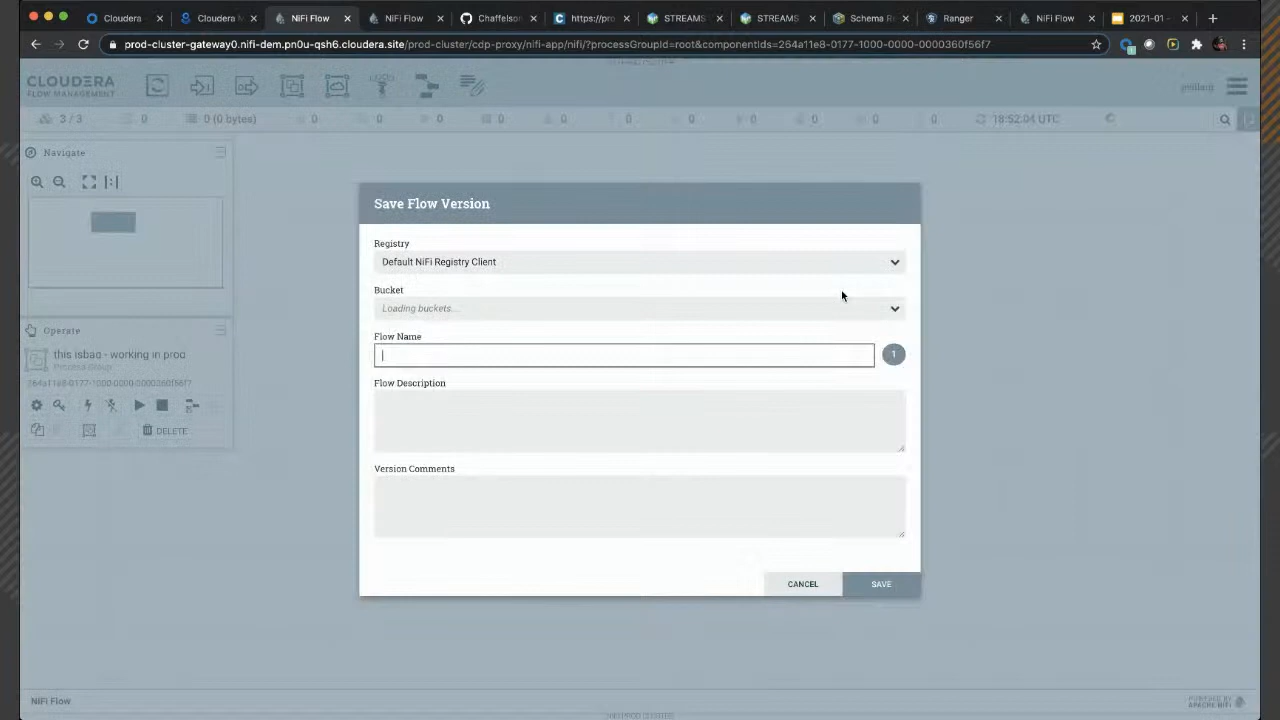 Cloudera
Cloudera M
NiFi Flow
NiFi Flow
Chaffelson
https://pro
STREAMS
STREAMS
Schema Re
Ranger
NiFi Flow
2021-01 -
prod-cluster-gateway0.nifi-dem.pn0u-qsh6.cloudera.site/prod-cluster/cdp-proxy/nifi-app/nifi/?processGroupId=root&componentIds=264a11e8-0177-1000-0000-0000360f56f7
CLOUDERA
FLOW MANAGEMENT
3 / 3
0
0 (0 bytes)
0
0
0
0
0
0
0
0
0
0
0
18:52:04 UTC
Navigate
Operate
this isbad - working in prod
Process Group
264a11e8-0177-1000-0000-0000360f56f7
DELETE
Save Flow Version
Registry
Default NiFi Registry Client
Bucket
Loading buckets...
Flow Name
1
Flow Description
Version Comments
CANCEL
SAVE
NiFi Flow
POWERED BY
APACHE NIFI